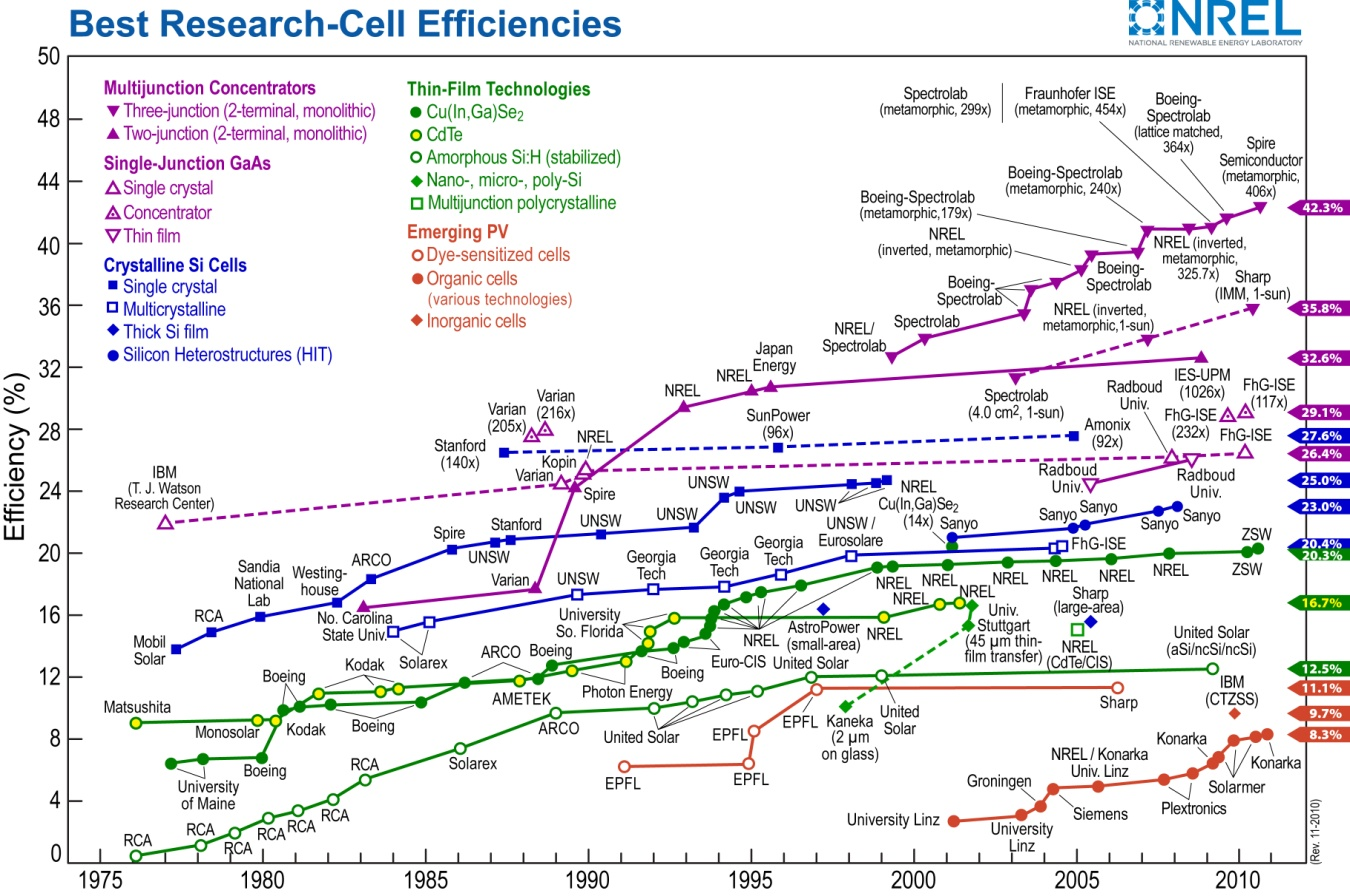 Best Research-Cell Efficiencies
NREL
NATIONAL RENEWABLE ENERGY LABORATORY
Efficiency (%)
50
48
44
40
36
32
28
24
20
16
12
8
4
0
Multijunction Concentrators
Three-junction (2-terminal, monolithic)
Two-junction (2-terminal, monolithic)
Single-Junction GaAs
Single crystal
Concentrator
Thin film
Crystalline Si Cells
Single crystal
Multicrystalline
Thick Si film
Silicon Heterostructures (HIT)
Thin-Film Technologies
Cu(In,Ga)Se2
CdTe
Amorphous Si:H (stabilized)
Nano-, micro-, poly-Si
Multijunction polycrystalline
Emerging PV
Dye-sensitized cells
Organic cells
(various technologies)
Inorganic cells
Spectrolab
(metamorphic, 299x)
Fraunhofer ISE
(metamorphic, 454x)
Boeing-
Spectrolab
(lattice matched,
364x)
Spire
Semiconductor
(metamorphic,
406x)
Boeing-Spectrolab
(metamorphic, 240x)
Boeing-Spectrolab
(metamorphic,179x)
NREL
(inverted, metamorphic)
NREL (inverted,
metamorphic,
325.7x)
Boeing-
Spectrolab
Boeing-
Spectrolab
Sharp
(IMM, 1-sun)
NREL (inverted,
metamorphic,1-sun)
Spectrolab
NREL/
Spectrolab
Japan
Energy
NREL
NREL
Spectrolab
(4.0 cm2, 1-sun)
IES-UPM
(1026x)
FhG-ISE
(117x)
Radboud
Univ.
FhG-ISE
(232x)
FhG-ISE
Varian
(216x)
Varian
(205x)
Stanford
(140x)
NREL
Kopin
Varian
Spire
SunPower
(96x)
Amonix
(92x)
Radboud
Univ.
Radboud
Univ.
IBM
(T. J. Watson
Research Center)
UNSW
UNSW
UNSW
UNSW
UNSW
UNSW
Spire
Stanford
ARCO
Westing-
house
Sandia
National
Lab
RCA
Mobil
Solar
Varian
No. Carolina
State Univ.
Solarex
UNSW
Georgia
Tech
Georgia
Tech
Georgia
Tech
UNSW /
Eurosolare
Cu(In,Ga)Se2
(14x)
NREL
Sanyo
Sanyo
Sanyo
Sanyo
Sanyo
FhG-ISE
ZSW
ZSW
NREL
NREL
NREL
NREL
NREL
NREL
NREL
NREL
NREL
NREL
University
So. Florida
AstroPower
(small-area)
Univ.
Stuttgart
(45 µm thin-
film transfer)
Sharp
(large-area)
NREL
(CdTe/CIS)
United Solar
(aSi/ncSi/ncSi)
Euro-CIS
Boeing
Boeing
ARCO
Photon Energy
AMETEK
Kodak
Boeing
Boeing
Kodak
Monosolar
Matsushita
Boeing
University
of Maine
United Solar
United Solar
United
Solar
ARCO
Solarex
RCA
RCA
RCA
RCA
RCA
RCA
RCA
Kaneka
(2 µm
on glass)
EPFL
EPFL
EPFL
EPFL
Sharp
IBM
(CTZSS)
NREL / Konarka
Univ. Linz
Konarka
Konarka
Solarmer
Plextronics
Siemens
Groningen
University
Linz
University Linz
42.3%
35.8%
32.6%
29.1%
27.6%
26.4%
25.0%
23.0%
20.4%
20.3%
16.7%
12.5%
11.1%
9.7%
8.3%
(Rev. 11-2010)
1975
1980
1985
1990
1995
2000
2005
2010